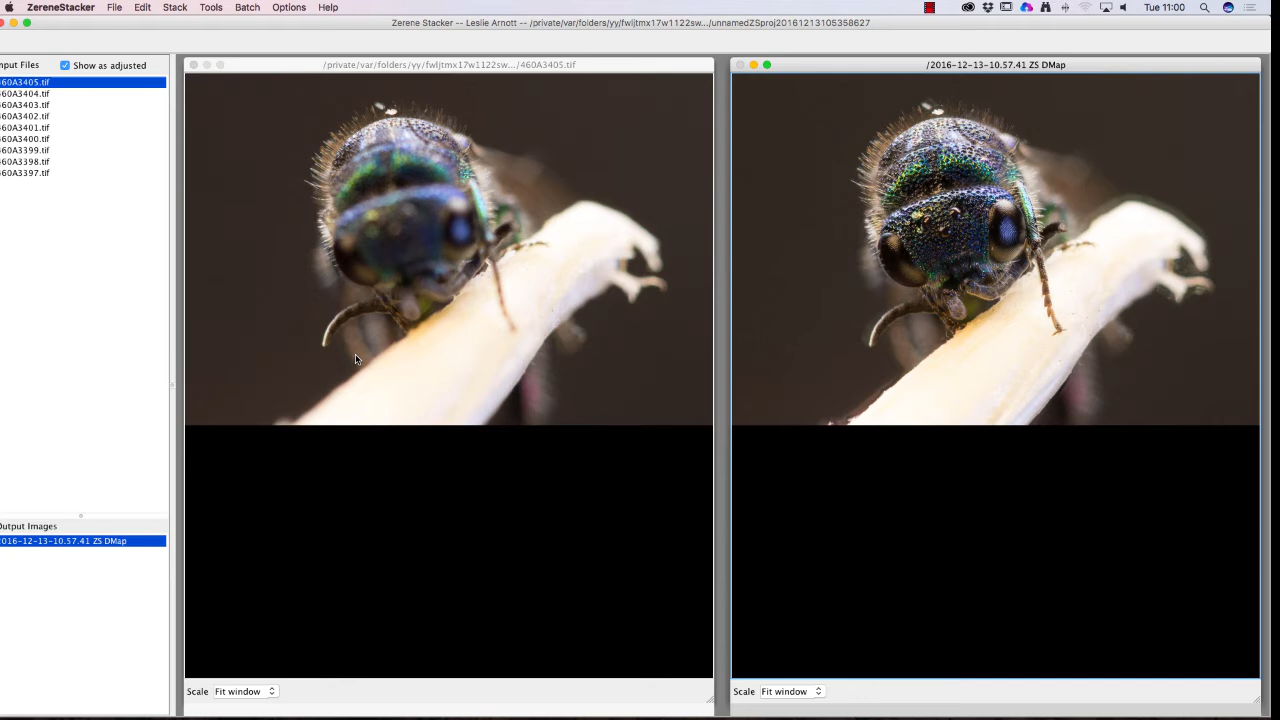 ZereneStacker File Edit Stack Tools Batch Options Help Tue 11:00
Zerene Stacker -- Leslie Arnott -- /private/var/folders/yy/fwljtmx17w1122sw.../unnamedZSproj20161213105358627
nput Files Show as adjusted
460A3405.tif
460A3404.tif
460A3403.tif
460A3402.tif
460A3401.tif
460A3400.tif
460A3399.tif
460A3398.tif
460A3397.tif
Output Images
2016-12-13-10.57.41 ZS DMap
/private/var/folders/yy/fwljtmx17w1122sw.../460A3405.tif
Scale Fit window
/2016-12-13-10.57.41 ZS DMap
Scale Fit window